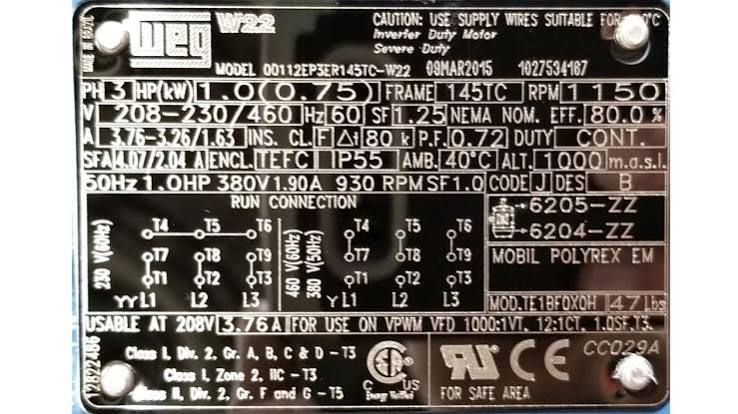 WEG W22
CAUTION: USE SUPPLY WIRES SUITABLE FOR °C
Inverter Duty Motor
Severe Duty
MODEL 00112EP3ER145TC-W22 09MAR2015 1027534187
PH 3 HP(kW) 1.0(0.75) FRAME 145TC RPM 1150
V 208-230/460 Hz 60 SF 1.25 NEMA NOM. EFF. 80.0 %
A 3.76-3.26/1.63 INS. CL. F Δt 80 K P.F. 0.72 DUTY CONT.
SFA 4.07/2.04 A ENCL. TEFC IP55 AMB. 40°C ALT. 1000 m.a.s.l.
50Hz 1.0HP 380V 1.90A 930 RPM SF1.0 CODE J DES B
RUN CONNECTION
230 V(60Hz)
T4 T5 T6
T7 T8 T9
T1 T2 T3
YY L1 L2 L3
460 V(60Hz)
380 V(50Hz)
T4 T5 T6
T7 T8 T9
T1 T2 T3
Y L1 L2 L3
6205-ZZ
6204-ZZ
MOBIL POLYREX EM
MOD.TE1BF0X0H 47 Lbs
USABLE AT 208V 3.76 A FOR USE ON VPWM VFD 1000:1VT, 12:1CT, 1.0SF,T3.
12822486
Class I, Div. 2, Gr. A, B, C & D - T3
Class I, Zone 2, IIC - T3
Class II, Div. 2, Gr. F and G - T5
C US
Energy Verified
FOR SAFE AREA
CE
CC029A